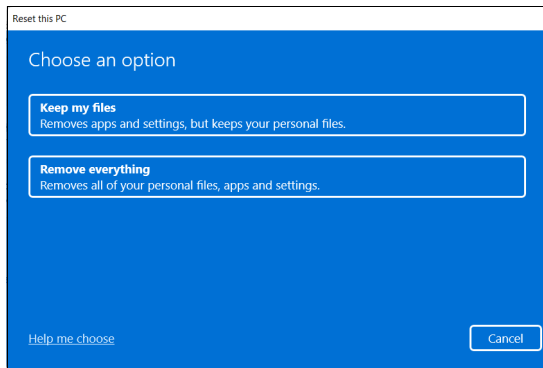 Reset this PC
Choose an option
Keep my files
Removes apps and settings, but keeps your personal files.
Remove everything
Removes all of your personal files, apps and settings.
Help me choose
Cancel